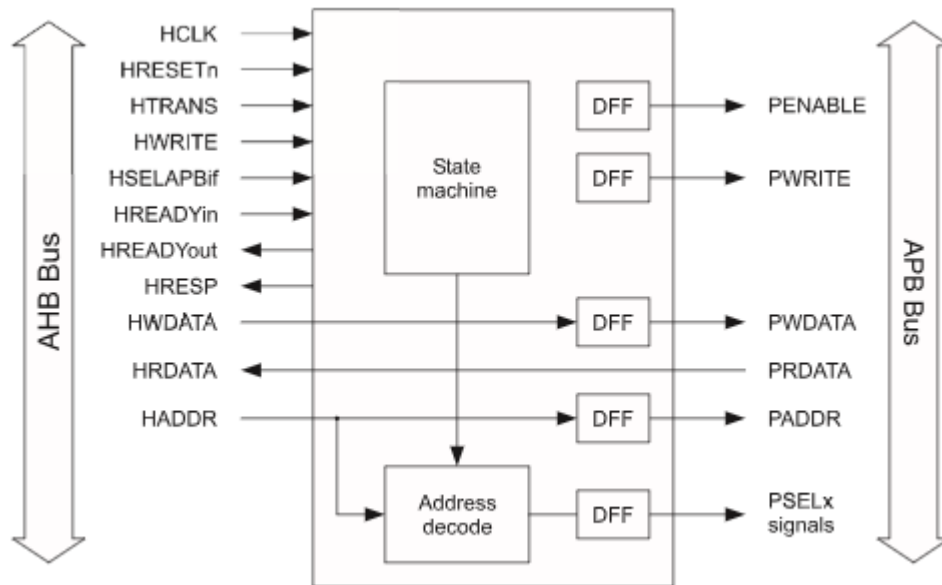 AHB Bus
HCLK
HRESETn
HTRANS
HWRITE
HSELAPBif
HREADYin
HREADYout
HRESP
HWDATA
HRDATA
HADDR
State
machine
Address
decode
DFF
DFF
DFF
DFF
DFF
PENABLE
PWRITE
PWDATA
PRDATA
PADDR
PSELx
signals
APB Bus